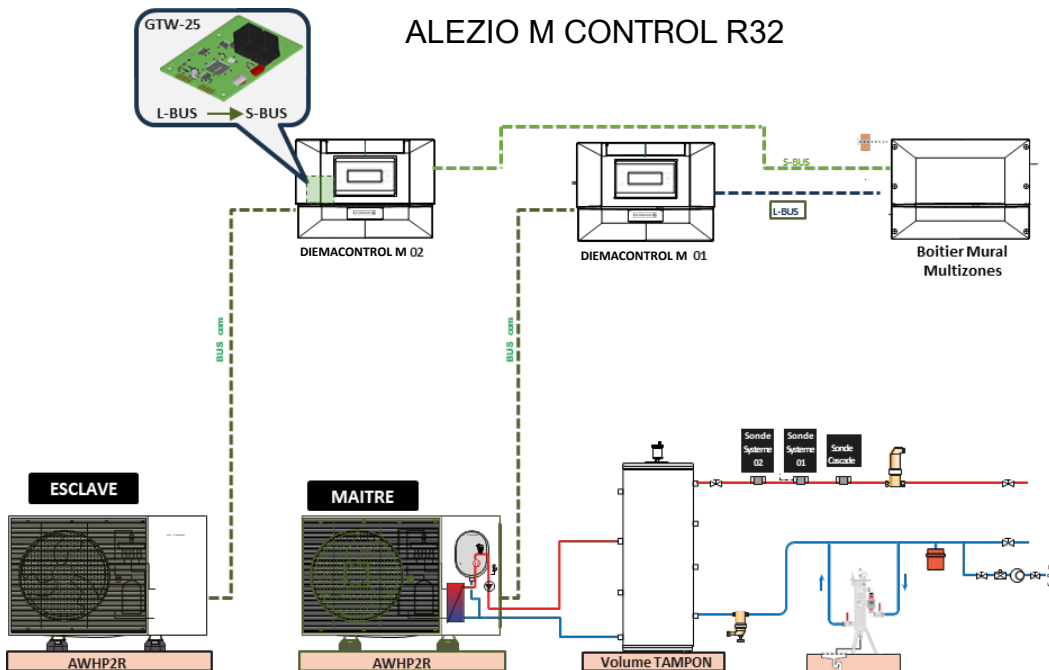 ALEZIO M CONTROL R32
GTW-25
L-BUS S-BUS
S-BUS
L-BUS
DIEMACONTROL M 02
DIEMACONTROL M 01
Boitier Mural
Multizones
BUS com
BUS com
Sonde
Systeme
02
Sonde
Systeme
01
Sonde
Cascade
ESCLAVE
MAITRE
AWHP2R
AWHP2R
Volume TAMPON